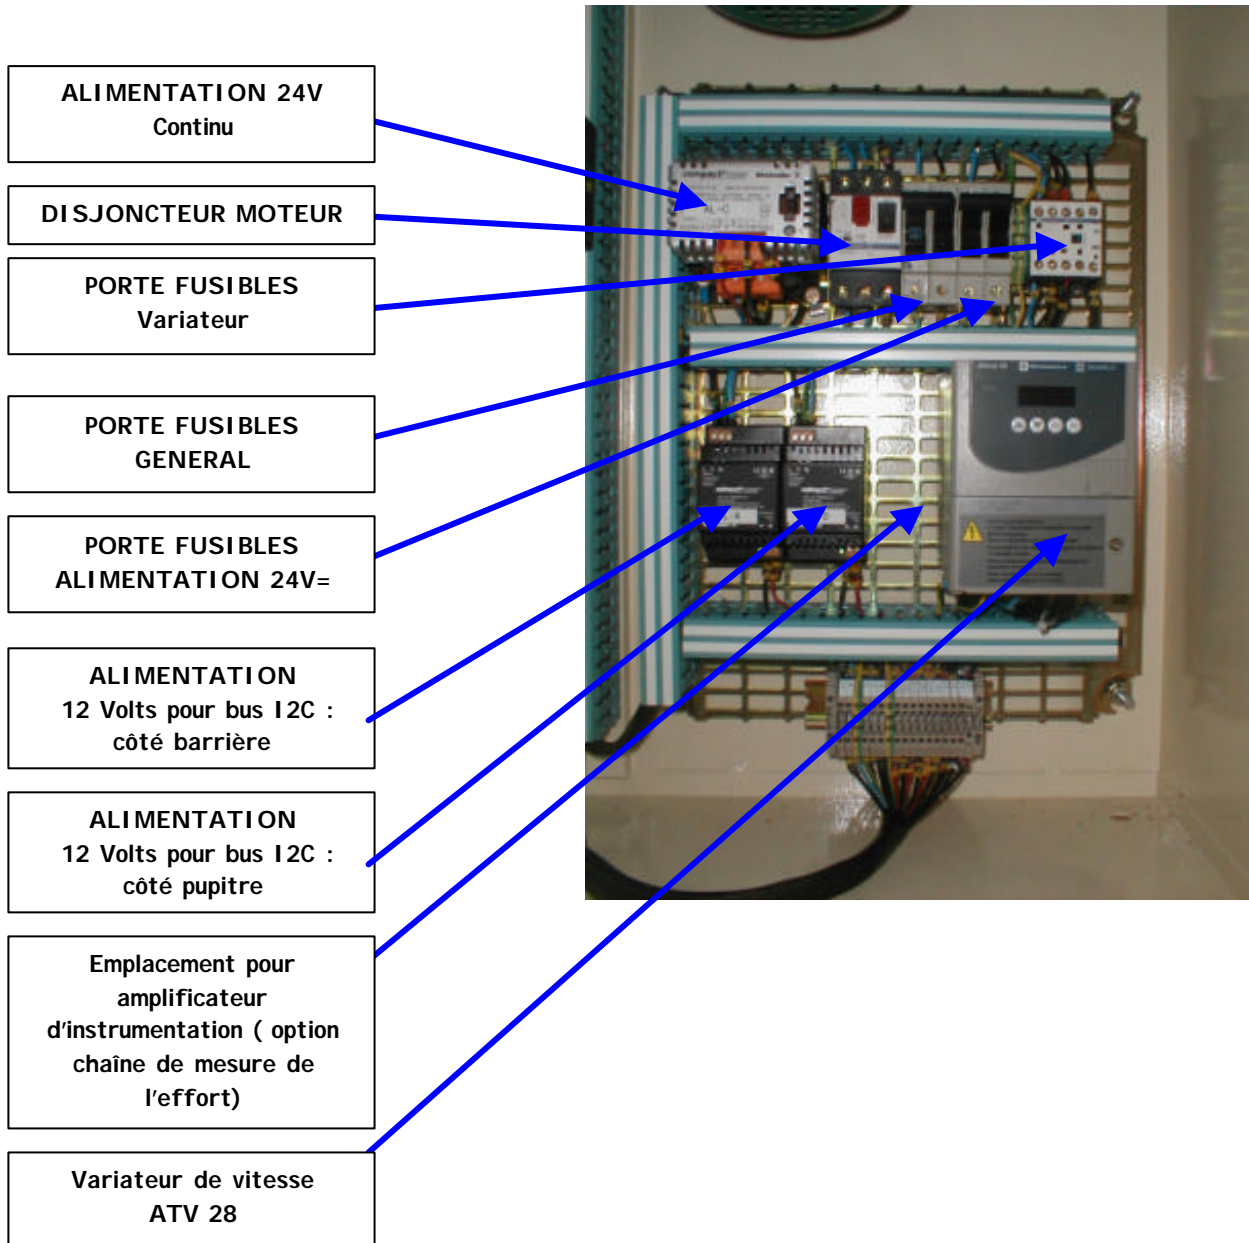 ALIMENTATION 24V
Continu
DISJONCTEUR MOTEUR
PORTE FUSIBLES
Variateur
PORTE FUSIBLES
GENERAL
PORTE FUSIBLES
ALIMENTATION 24V=
ALIMENTATION
12 Volts pour bus I2C :
côté barrière
ALIMENTATION
12 Volts pour bus I2C :
côté pupitre
Emplacement pour
amplificateur
d'instrumentation ( option
chaîne de mesure de
l'effort)
Variateur de vitesse
ATV 28
AL-C